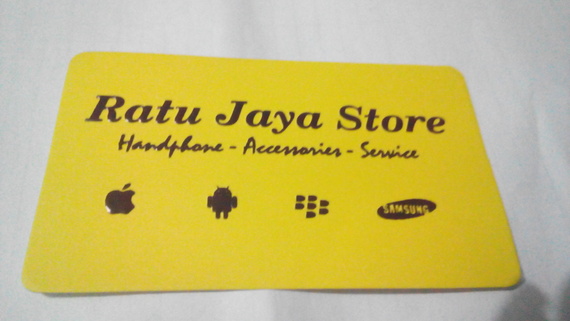 Ratu Jaya Store
Handphone - Accessories - Service
SAMSUNG